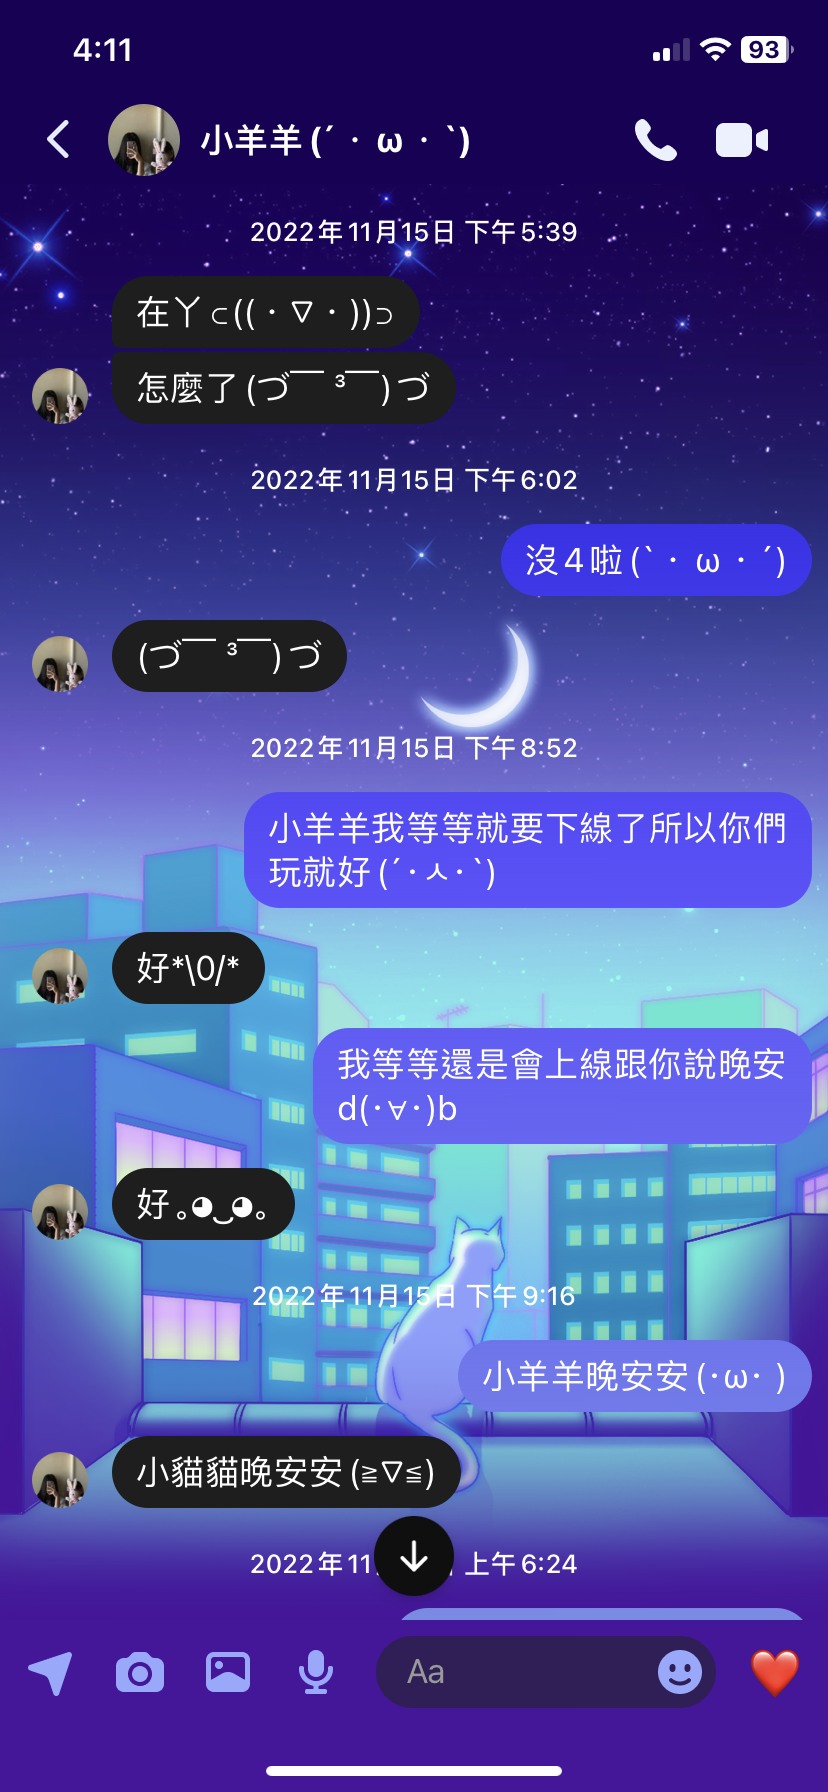 4:11
93
小羊羊(´・ω・`)
2022年11月15日 下午5:39
在丫⊂((・▽・))⊃
怎麼了(づ￣ ³￣)づ
2022年11月15日 下午6:02
沒4啦(`・ω・´)
(づ￣ ³￣)づ
2022年11月15日 下午8:52
小羊羊我等等就要下線了所以你們
玩就好(´･ㅅ･`)
好*\0/*
我等等還是會上線跟你說晚安
d(･∀･)b
好｡◕‿◕｡
2022年11月15日 下午9:16
小羊羊晚安安(･ω･ )
小貓貓晚安安(≧▽≦)
2022年11 上午6:24
Aa